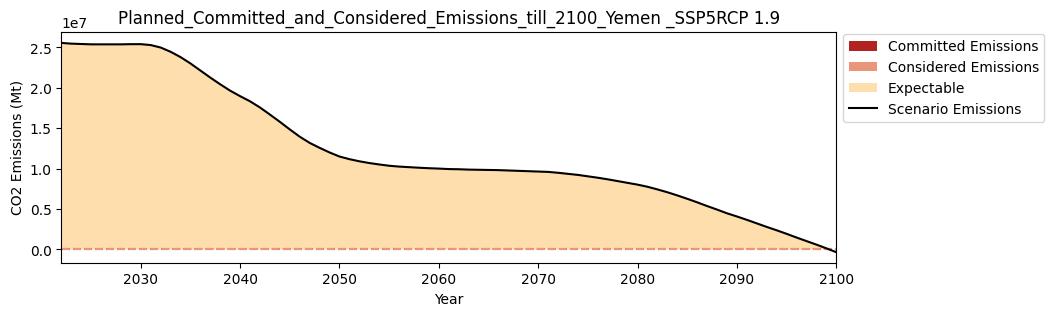 Planned_Committed_and_Considered_Emissions_till_2100_Yemen _SSP5RCP 1.9
1e7
CO2 Emissions (Mt)
2.5
2.0
1.5
1.0
0.5
0.0
2030 2040 2050 2060 2070 2080 2090 2100
Year
Committed Emissions
Considered Emissions
Expectable
Scenario Emissions